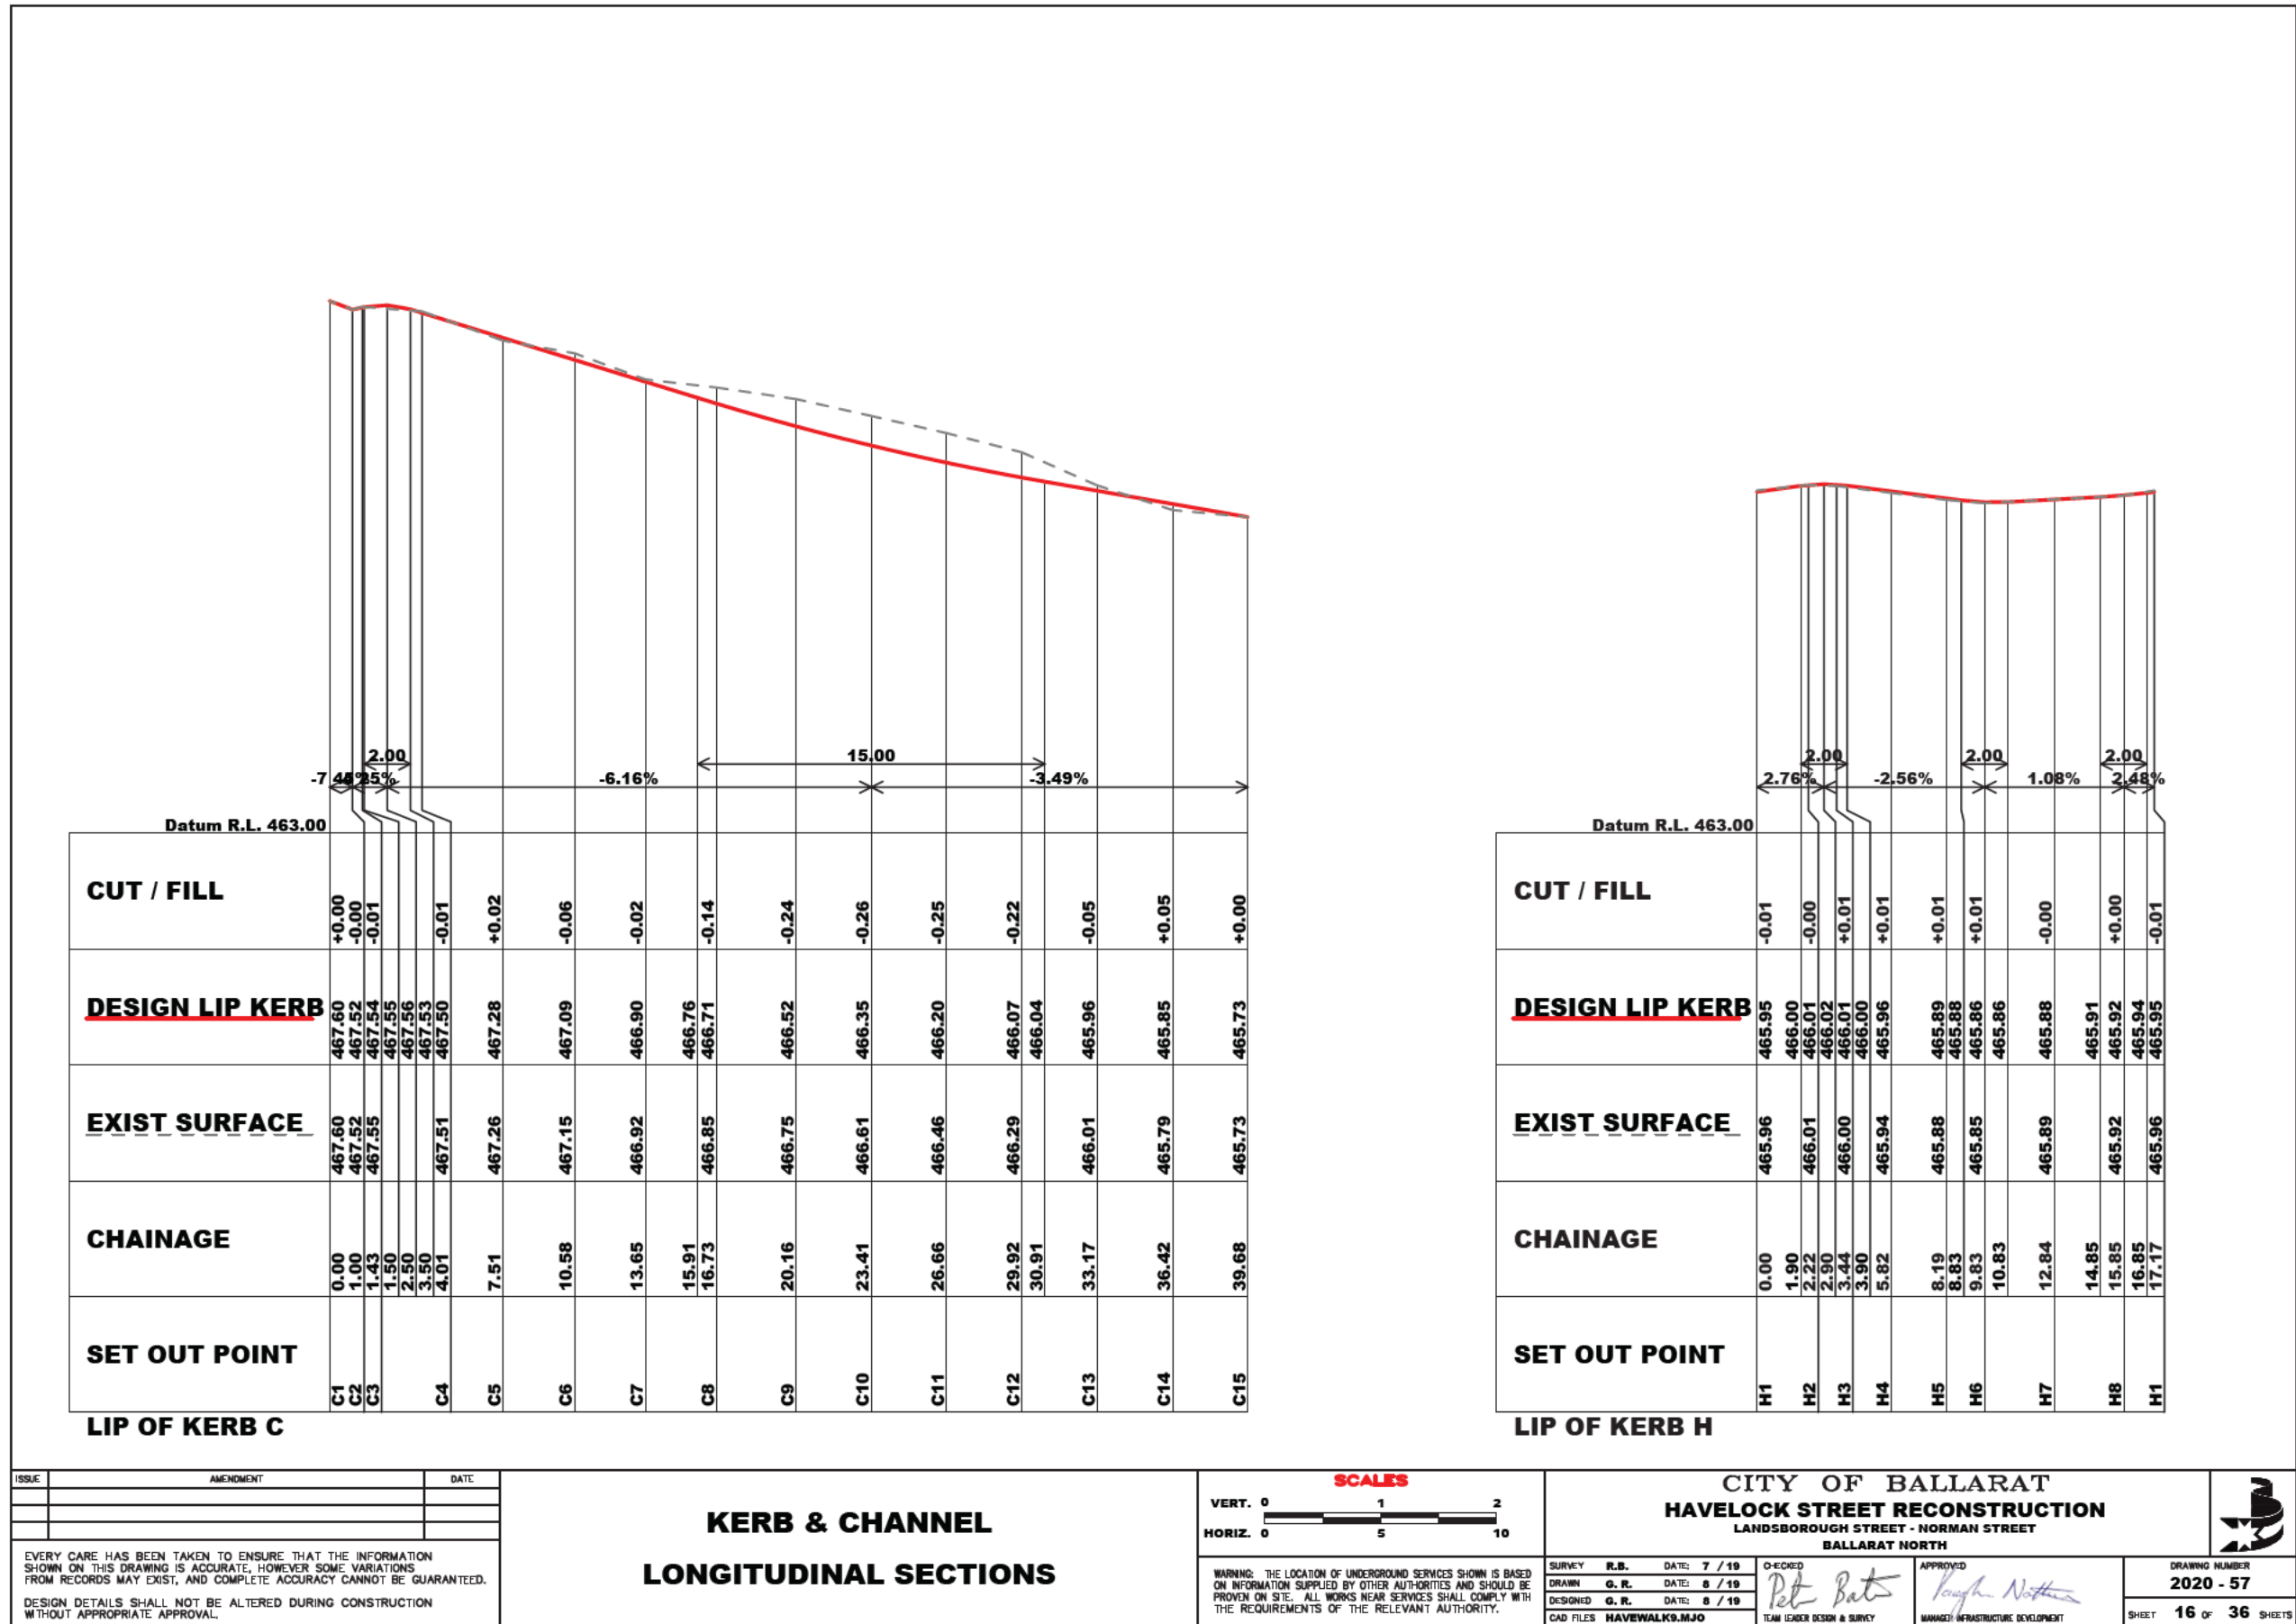 2.00
15.00
-7.45%
4.25%
-6.16%
-3.49%
Datum R.L. 463.00
CUT / FILL
+0.00 -0.00 -0.01 -0.01 +0.02 -0.06 -0.02 -0.14 -0.24 -0.26 -0.25 -0.22 -0.05 +0.05 +0.00
DESIGN LIP KERB
467.60 467.52 467.54 467.55 467.56 467.53 467.50 467.28 467.09 466.90 466.76 466.71 466.52 466.35 466.20 466.07 466.04 465.96 465.85 465.73
EXIST SURFACE
467.60 467.52 467.55 467.51 467.26 467.15 466.92 466.85 466.75 466.61 466.46 466.29 466.01 465.79 465.73
CHAINAGE
0.00 1.00 1.43 1.50 2.50 3.50 4.01 7.51 10.58 13.65 15.91 16.73 20.16 23.41 26.66 29.92 30.91 33.17 36.42 39.68
SET OUT POINT
C1 C2 C3 C4 C5 C6 C7 C8 C9 C10 C11 C12 C13 C14 C15
LIP OF KERB C
2.00 2.00 2.00
2.76% -2.56% 1.08% 2.48%
Datum R.L. 463.00
CUT / FILL
-0.01 -0.00 +0.01 +0.01 +0.01 +0.01 -0.00 +0.00 -0.01
DESIGN LIP KERB
465.95 466.00 466.01 466.02 466.01 466.00 465.96 465.89 465.88 465.86 465.86 465.88 465.91 465.92 465.94 465.95
EXIST SURFACE
465.96 466.01 466.00 465.94 465.88 465.85 465.89 465.92 465.96
CHAINAGE
0.00 1.90 2.22 2.90 3.44 3.90 5.82 8.19 8.83 9.83 10.83 12.84 14.85 15.85 16.85 17.17
SET OUT POINT
H1 H2 H3 H4 H5 H6 H7 H8 H1
LIP OF KERB H
ISSUE AMENDMENT DATE
EVERY CARE HAS BEEN TAKEN TO ENSURE THAT THE INFORMATION
SHOWN ON THIS DRAWING IS ACCURATE, HOWEVER SOME VARIATIONS
FROM RECORDS MAY EXIST, AND COMPLETE ACCURACY CANNOT BE GUARANTEED.
DESIGN DETAILS SHALL NOT BE ALTERED DURING CONSTRUCTION
WITHOUT APPROPRIATE APPROVAL.
KERB & CHANNEL
LONGITUDINAL SECTIONS
SCALES
VERT. 0 1 2
HORIZ. 0 5 10
WARNING: THE LOCATION OF UNDERGROUND SERVICES SHOWN IS BASED
ON INFORMATION SUPPLIED BY OTHER AUTHORITIES AND SHOULD BE
PROVEN ON SITE. ALL WORKS NEAR SERVICES SHALL COMPLY WITH
THE REQUIREMENTS OF THE RELEVANT AUTHORITY.
CITY OF BALLARAT
HAVELOCK STREET RECONSTRUCTION
LANDSBOROUGH STREET - NORMAN STREET
BALLARAT NORTH
SURVEY R.B. DATE: 7 / 19
DRAWN G. R. DATE: 8 / 19
DESIGNED G. R. DATE: 8 / 19
CAD FILES HAVEWALK9.MJO
CHECKED
TEAM LEADER DESIGN & SURVEY
APPROVED
MANAGER INFRASTRUCTURE DEVELOPMENT
DRAWING NUMBER
2020 - 57
SHEET 16 OF 36 SHEETS